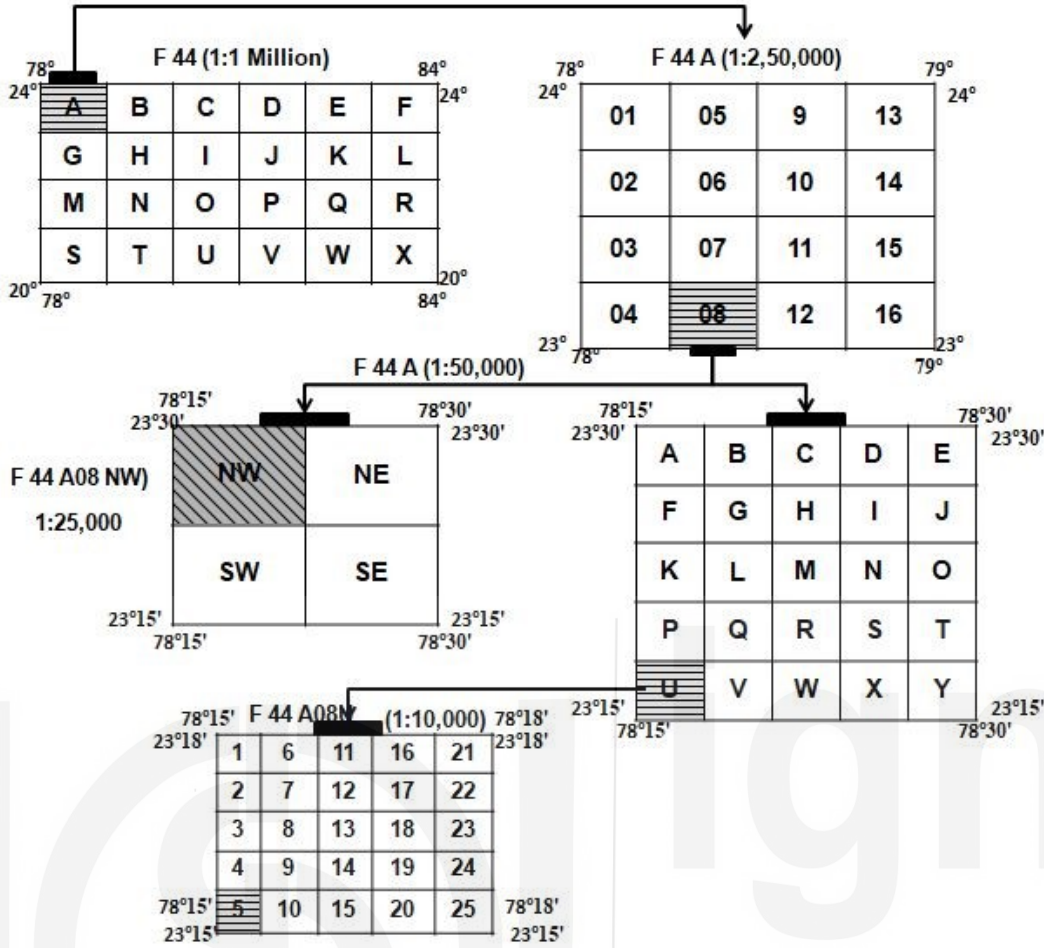 F 44 (1:1 Million)
78° 84°
24° 24°
A B C D E F
G H I J K L
M N O P Q R
S T U V W X
20° 20°
78° 84°
F 44 A (1:2,50,000)
78° 79°
24° 24°
01 05 9 13
02 06 10 14
03 07 11 15
04 08 12 16
23° 23°
78° 79°
F 44 A (1:50,000)
78°15' 78°30'
23°30' 23°30'
F 44 A08 NW)
1:25,000
NW NE
SW SE
23°15' 23°15'
78°15' 78°30'
78°15' 78°30'
23°30' 23°30'
A B C D E
F G H I J
K L M N O
P Q R S T
U V W X Y
23°15' 23°15'
78°15' 78°30'
78°15' F 44 A08 (1:10,000) 78°18'
23°18' 23°18'
1 6 11 16 21
2 7 12 17 22
3 8 13 18 23
4 9 14 19 24
5 10 15 20 25
78°15' 78°18'
23°15' 23°15'
ign